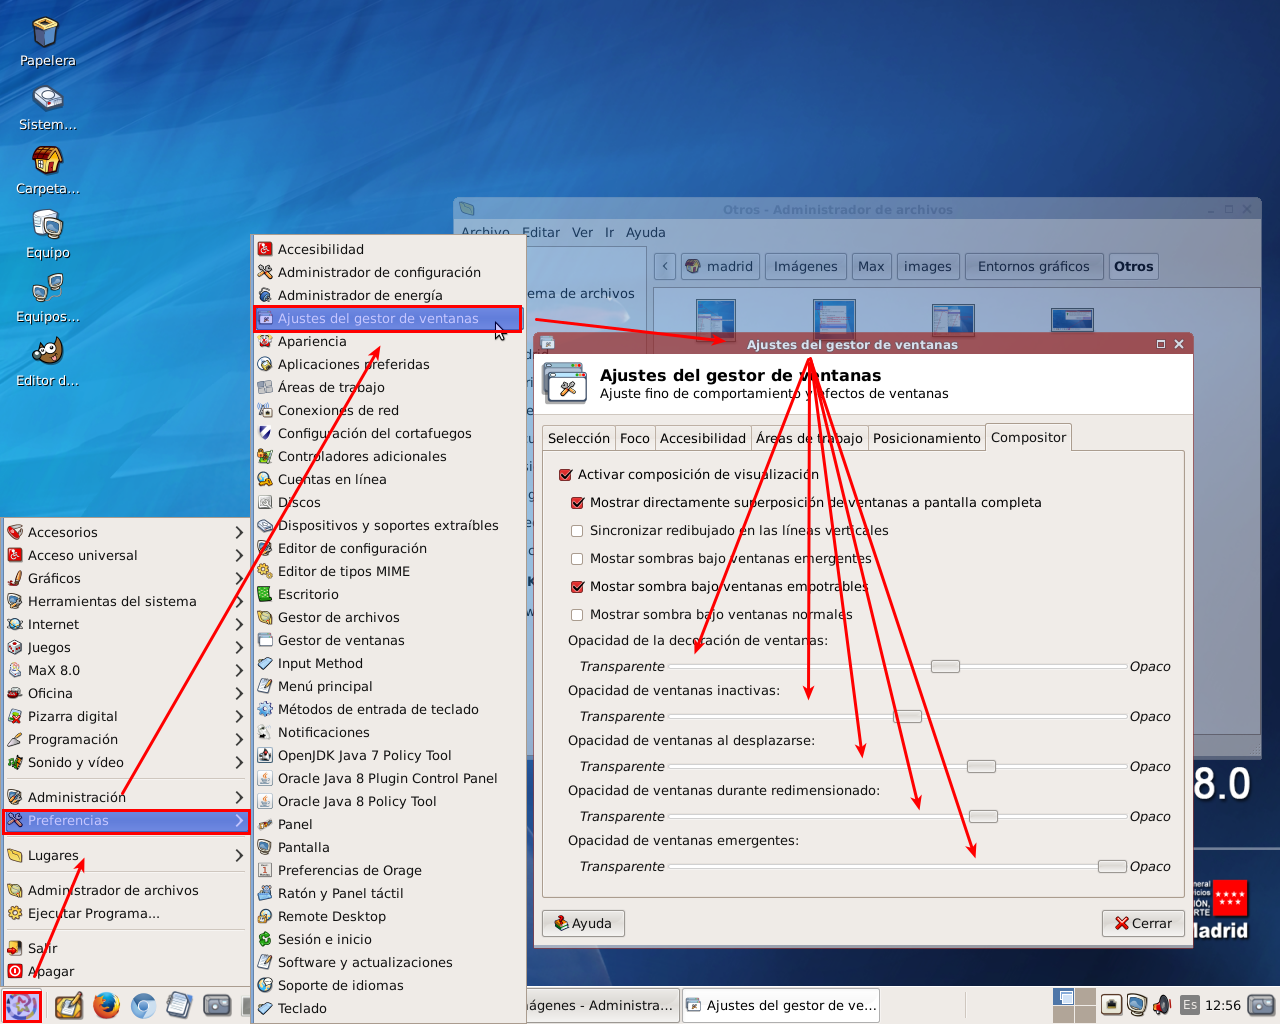 Papelera
Sistem...
Carpeta...
Equipo
Equipos...
Editor d...
Otros - Administrador de archivos
Archivo Editar Ver Ir Ayuda
madrid
Imágenes
Max
images
Entornos gráficos
Otros
ema de archivos
Accesibilidad
Administrador de configuración
Administrador de energía
Ajustes del gestor de ventanas
Apariencia
Aplicaciones preferidas
Áreas de trabajo
Conexiones de red
Configuración del cortafuegos
Controladores adicionales
Cuentas en línea
Discos
Dispositivos y soportes extraíbles
Editor de configuración
Editor de tipos MIME
Escritorio
Gestor de archivos
Gestor de ventanas
Input Method
Menú principal
Métodos de entrada de teclado
Notificaciones
OpenJDK Java 7 Policy Tool
Oracle Java 8 Plugin Control Panel
Oracle Java 8 Policy Tool
Panel
Pantalla
Preferencias de Orage
Ratón y Panel táctil
Remote Desktop
Sesión e inicio
Software y actualizaciones
Soporte de idiomas
Teclado
Accesorios
Acceso universal
Gráficos
Herramientas del sistema
Internet
Juegos
MaX 8.0
Oficina
Pizarra digital
Programación
Sonido y vídeo
Administración
Preferencias
Lugares
Administrador de archivos
Ejecutar Programa...
Salir
Apagar
Ajustes del gestor de ventanas
Ajustes del gestor de ventanas
Ajuste fino de comportamiento y efectos de ventanas
Selección
Foco
Accesibilidad
Áreas de trabajo
Posicionamiento
Compositor
Activar composición de visualización
Mostrar directamente superposición de ventanas a pantalla completa
Sincronizar redibujado en las líneas verticales
Mostar sombras bajo ventanas emergentes
Mostar sombra bajo ventanas empotrables
Mostrar sombra bajo ventanas normales
Opacidad de la decoración de ventanas:
Transparente Opaco
Opacidad de ventanas inactivas:
Transparente Opaco
Opacidad de ventanas al desplazarse:
Transparente Opaco
Opacidad de ventanas durante redimensionado:
Transparente Opaco
Opacidad de ventanas emergentes:
Transparente Opaco
Ayuda
Cerrar
8.0
adrid
ágenes - Administra...
Ajustes del gestor de ve...
Es
12:56